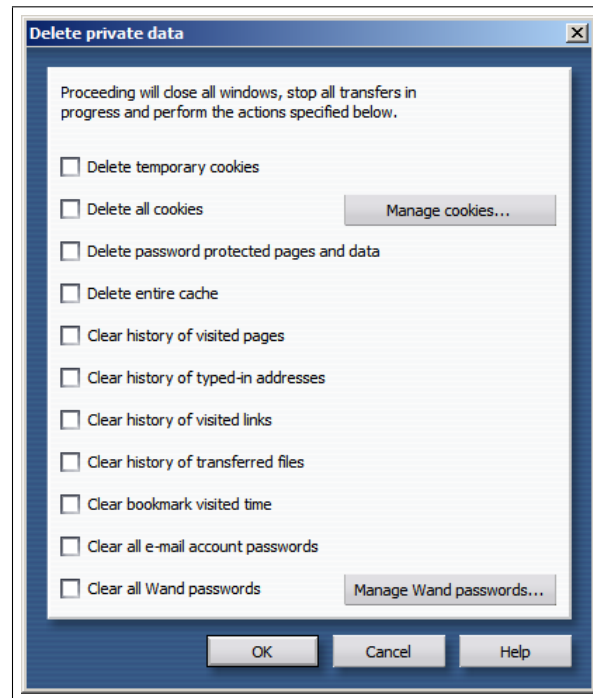 Delete private data
Proceeding will close all windows, stop all transfers in
progress and perform the actions specified below.
Delete temporary cookies
Delete all cookies
Manage cookies...
Delete password protected pages and data
Delete entire cache
Clear history of visited pages
Clear history of typed-in addresses
Clear history of visited links
Clear history of transferred files
Clear bookmark visited time
Clear all e-mail account passwords
Clear all Wand passwords
Manage Wand passwords...
OK
Cancel
Help